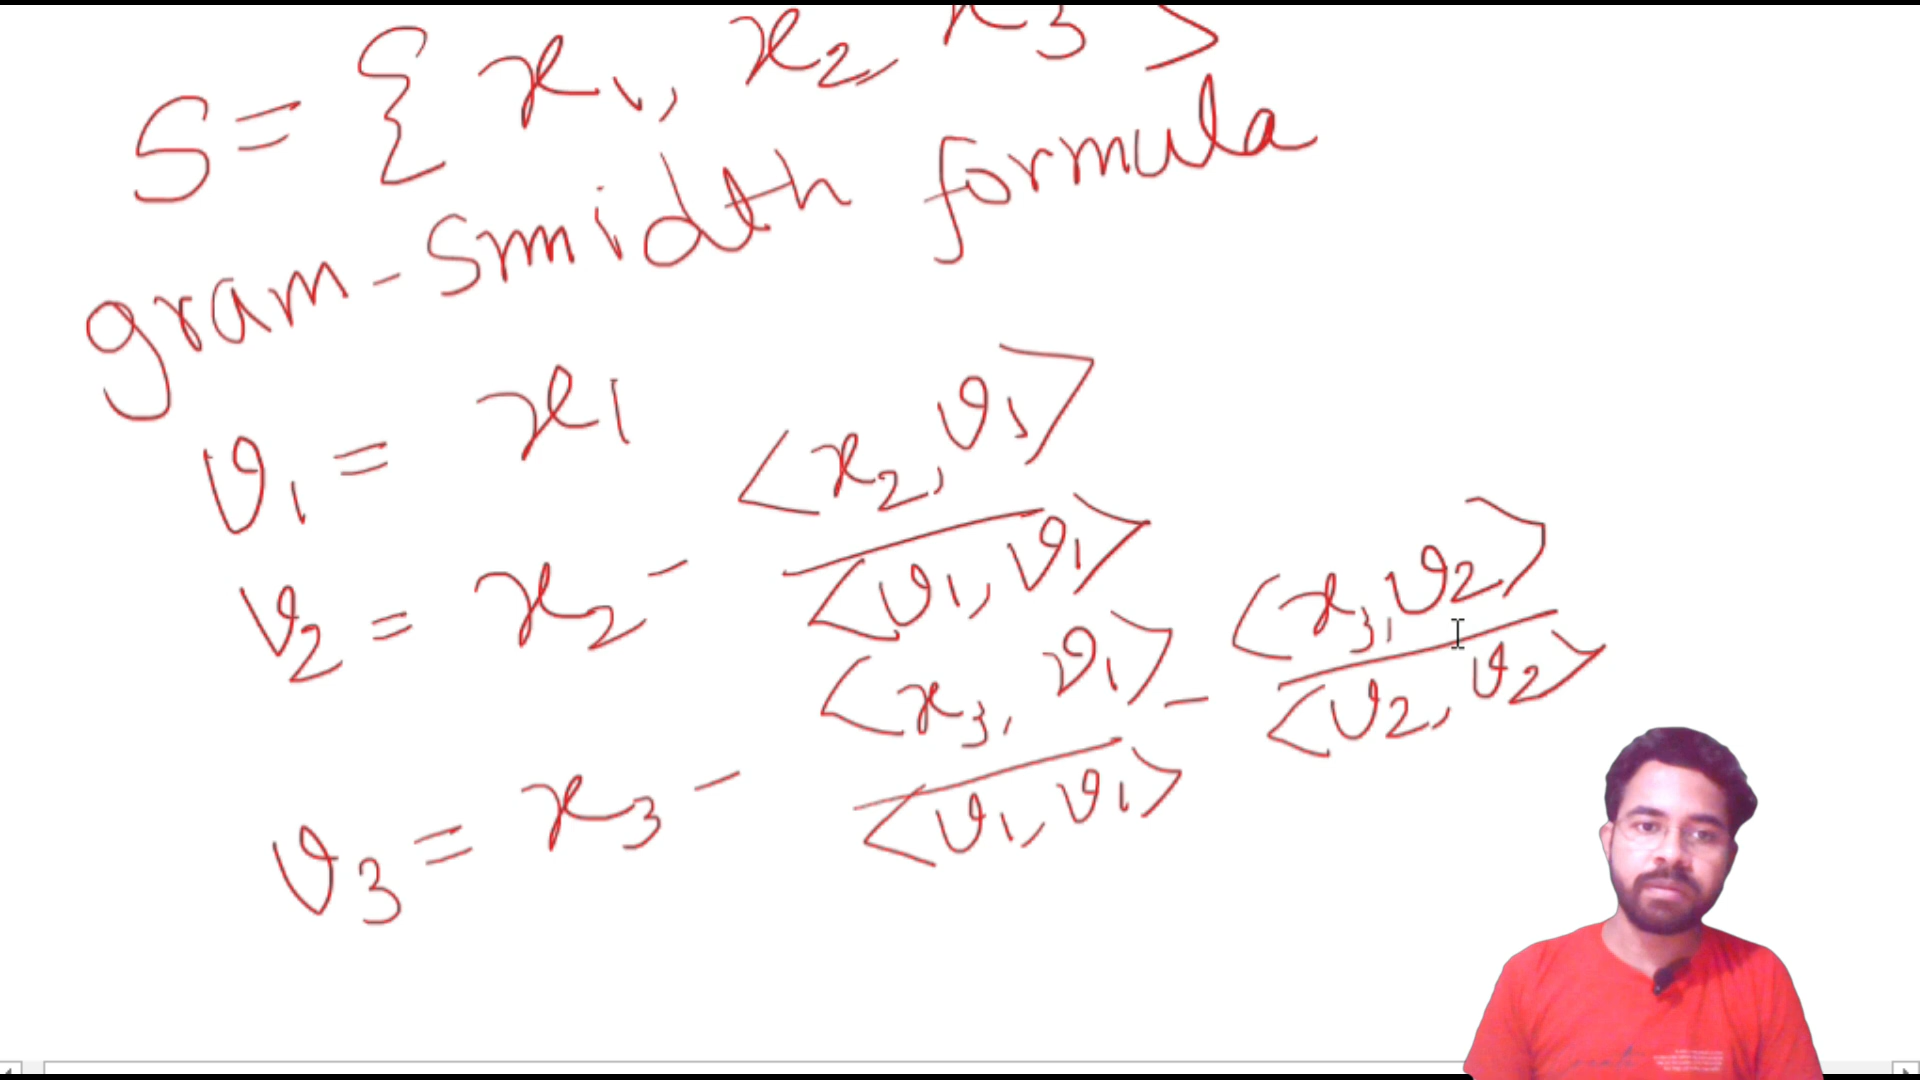 S = { x1, x2, x3 >
gram-smidth formula
v1 = x1
v2 = x2 - <x2, v1> / <v1, v1>
v3 = x3 - <x3, v1> / <v1, v1> - <x3, v2> / <v2, v2>